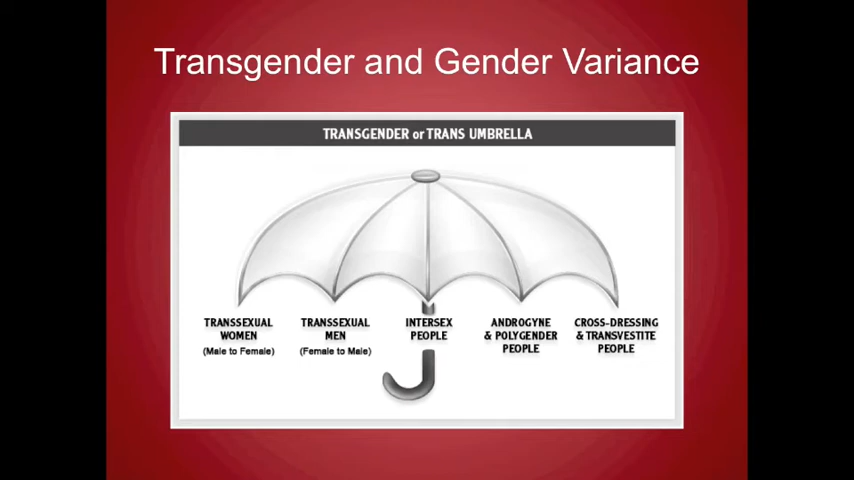 Transgender and Gender Variance
TRANSGENDER or TRANS UMBRELLA
TRANSSEXUAL WOMEN
(Male to Female)
TRANSSEXUAL MEN
(Female to Male)
INTERSEX PEOPLE
ANDROGYNE & POLYGENDER PEOPLE
CROSS-DRESSING & TRANSVESTITE PEOPLE